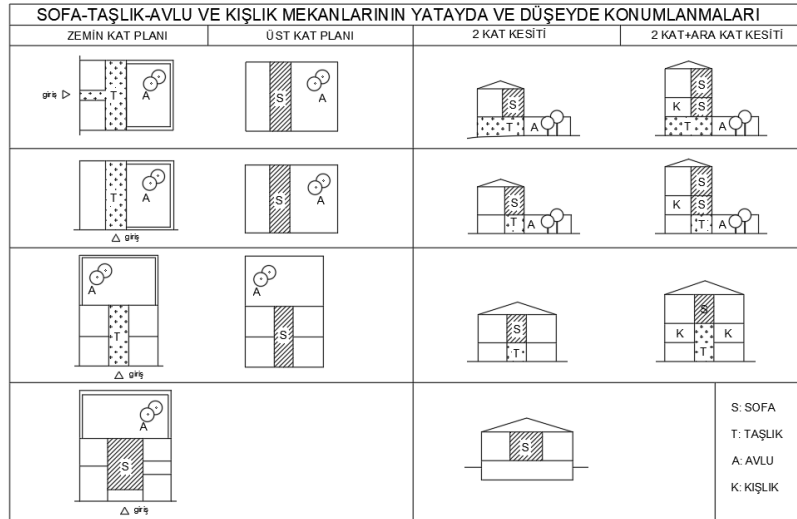 SOFA-TAŞLIK-AVLU VE KIŞLIK MEKANLARININ YATAYDA VE DÜŞEYDE KONUMLANMALARI
ZEMİN KAT PLANI ÜST KAT PLANI 2 KAT KESİTİ 2 KAT+ARA KAT KESİTİ
giriş T A S A S T A S K S T A
T A S A S T A S K S T A
giriş
A A
T S S T S K K T
giriş
A
S S
giriş
S: SOFA
T: TAŞLIK
A: AVLU
K: KIŞLIK